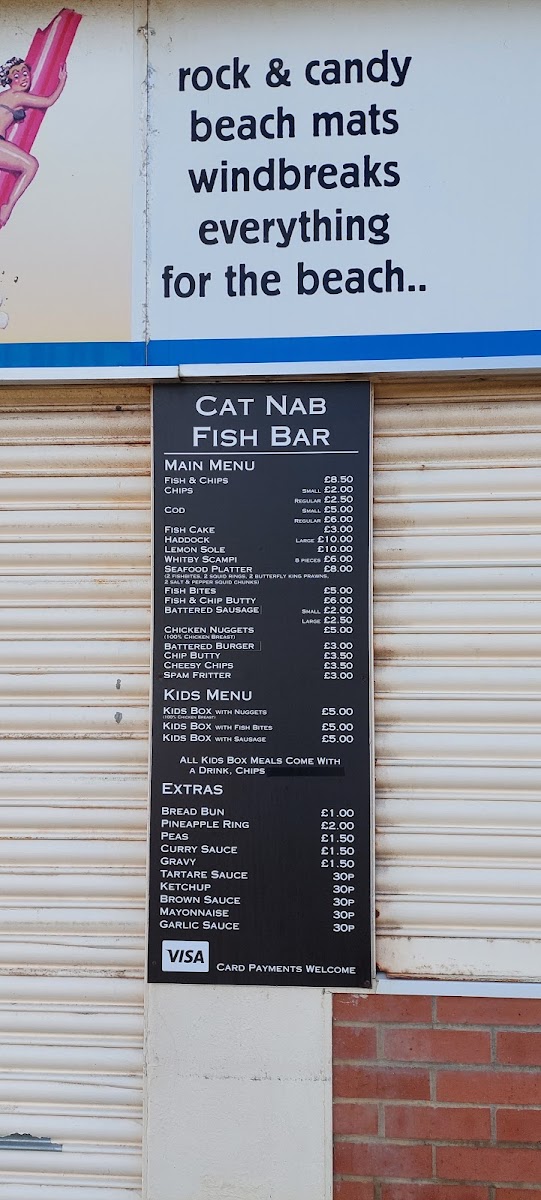 rock & candy
beach mats
windbreaks
everything
for the beach..
CAT NAB
FISH BAR
MAIN MENU
FISH & CHIPS £8.50
CHIPS SMALL £2.00
REGULAR £2.50
COD SMALL £5.00
REGULAR £6.00
FISH CAKE £3.00
HADDOCK LARGE £10.00
LEMON SOLE £10.00
WHITBY SCAMPI 8 PIECES £6.00
SEAFOOD PLATTER £8.00
(2 FISHBITES, 2 SQUID RINGS, 2 BUTTERFLY KING PRAWNS,
2 SALT & PEPPER SQUID CHUNKS)
FISH BITES £5.00
FISH & CHIP BUTTY £6.00
BATTERED SAUSAGE SMALL £2.00
LARGE £2.50
CHICKEN NUGGETS £5.00
(100% CHICKEN BREAST)
BATTERED BURGER £3.00
CHIP BUTTY £3.50
CHEESY CHIPS £3.50
SPAM FRITTER £3.00
KIDS MENU
KIDS BOX WITH NUGGETS £5.00
(100% CHICKEN BREAST)
KIDS BOX WITH FISH BITES £5.00
KIDS BOX WITH SAUSAGE £5.00
ALL KIDS BOX MEALS COME WITH
A DRINK, CHIPS
EXTRAS
BREAD BUN £1.00
PINEAPPLE RING £2.00
PEAS £1.50
CURRY SAUCE £1.50
GRAVY £1.50
TARTARE SAUCE 30P
KETCHUP 30P
BROWN SAUCE 30P
MAYONNAISE 30P
GARLIC SAUCE 30P
VISA CARD PAYMENTS WELCOME